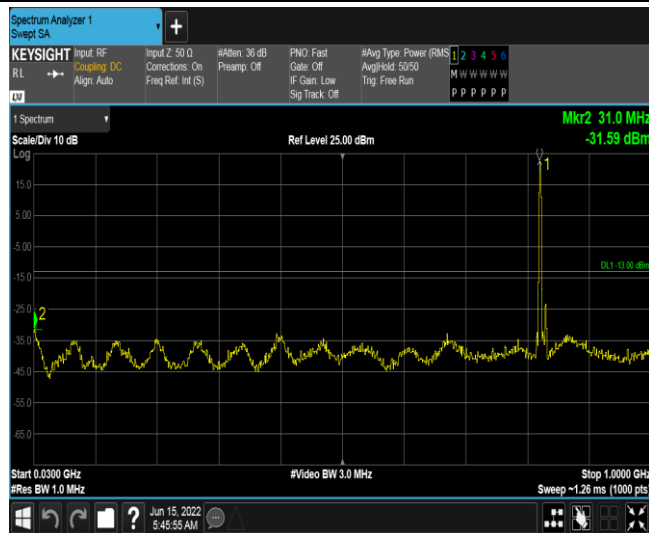 Spectrum Analyzer 1
Swept SA
+
KEYSIGHT
RL
LXI
Input: RF
Coupling: DC
Align: Auto
Input Z: 50 Ω
Corrections: On
Freq Ref: Int (S)
#Atten: 36 dB
Preamp: Off
PNO: Fast
Gate: Off
IF Gain: Low
Sig Track: Off
#Avg Type: Power (RMS
Avg|Hold: 50/50
Trig: Free Run
1 2 3 4 5 6
M W W W W W
P P P P P P
1 Spectrum
Scale/Div 10 dB
Log
Ref Level 25.00 dBm
Mkr2 31.0 MHz
-31.59 dBm
15.0
5.00
-5.00
-15.0
-25.0
-35.0
-45.0
-55.0
-65.0
1
2
DL1 -13.00 dBm
Start 0.0300 GHz
#Res BW 1.0 MHz
#Video BW 3.0 MHz
Stop 1.0000 GHz
Sweep ~1.26 ms (1000 pts)
?
Jun 15, 2022
5:45:55 AM